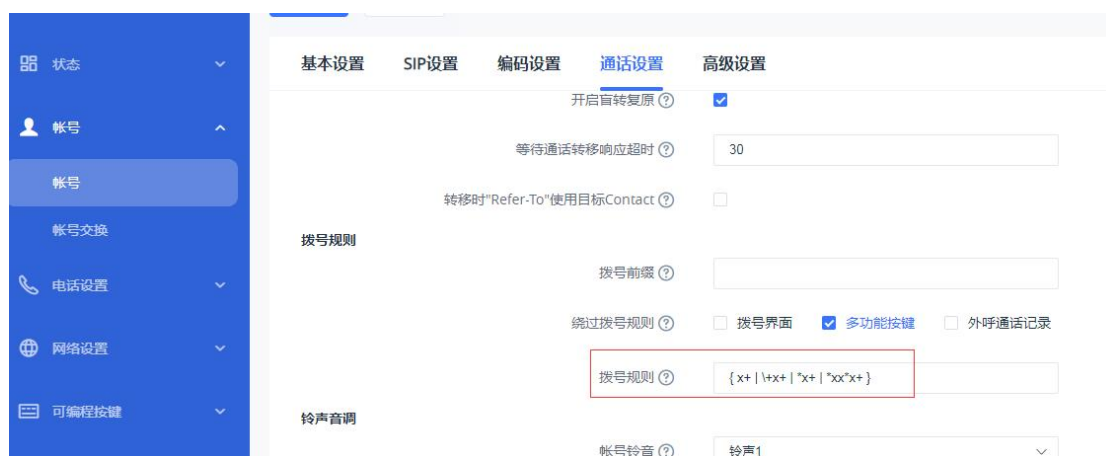 状态
帐号
帐号
帐号交换
电话设置
网络设置
可编程按键
基本设置 SIP设置 编码设置 通话设置 高级设置
开启盲转复原
等待通话转移响应超时 30
转移时"Refer-To"使用目标Contact
拨号规则
拨号前缀
绕过拨号规则 拨号界面 多功能按键 外呼通话记录
拨号规则 { x+ | \+x+ | *x+ | *xx*x+ }
铃声音调
帐号铃音 铃声1